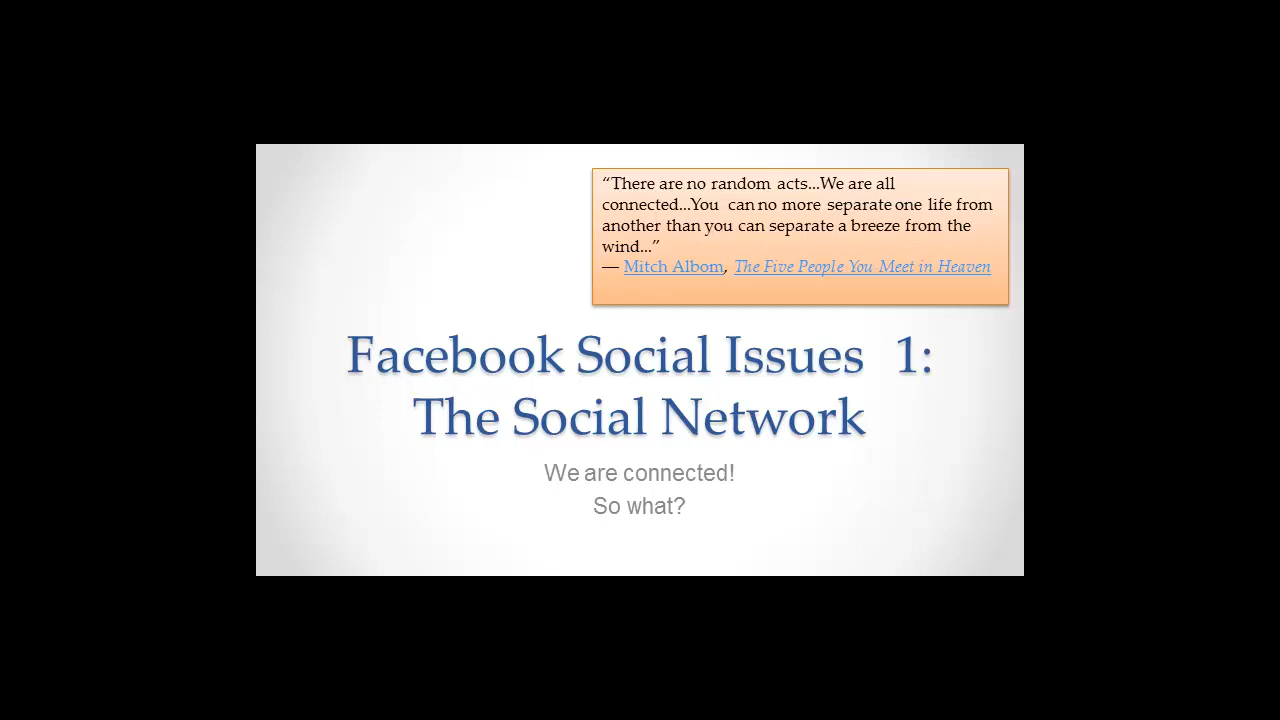 “There are no random acts...We are all
connected...You can no more separate one life from
another than you can separate a breeze from the
wind...”
— Mitch Albom, The Five People You Meet in Heaven
Facebook Social Issues 1:
The Social Network
We are connected!
So what?